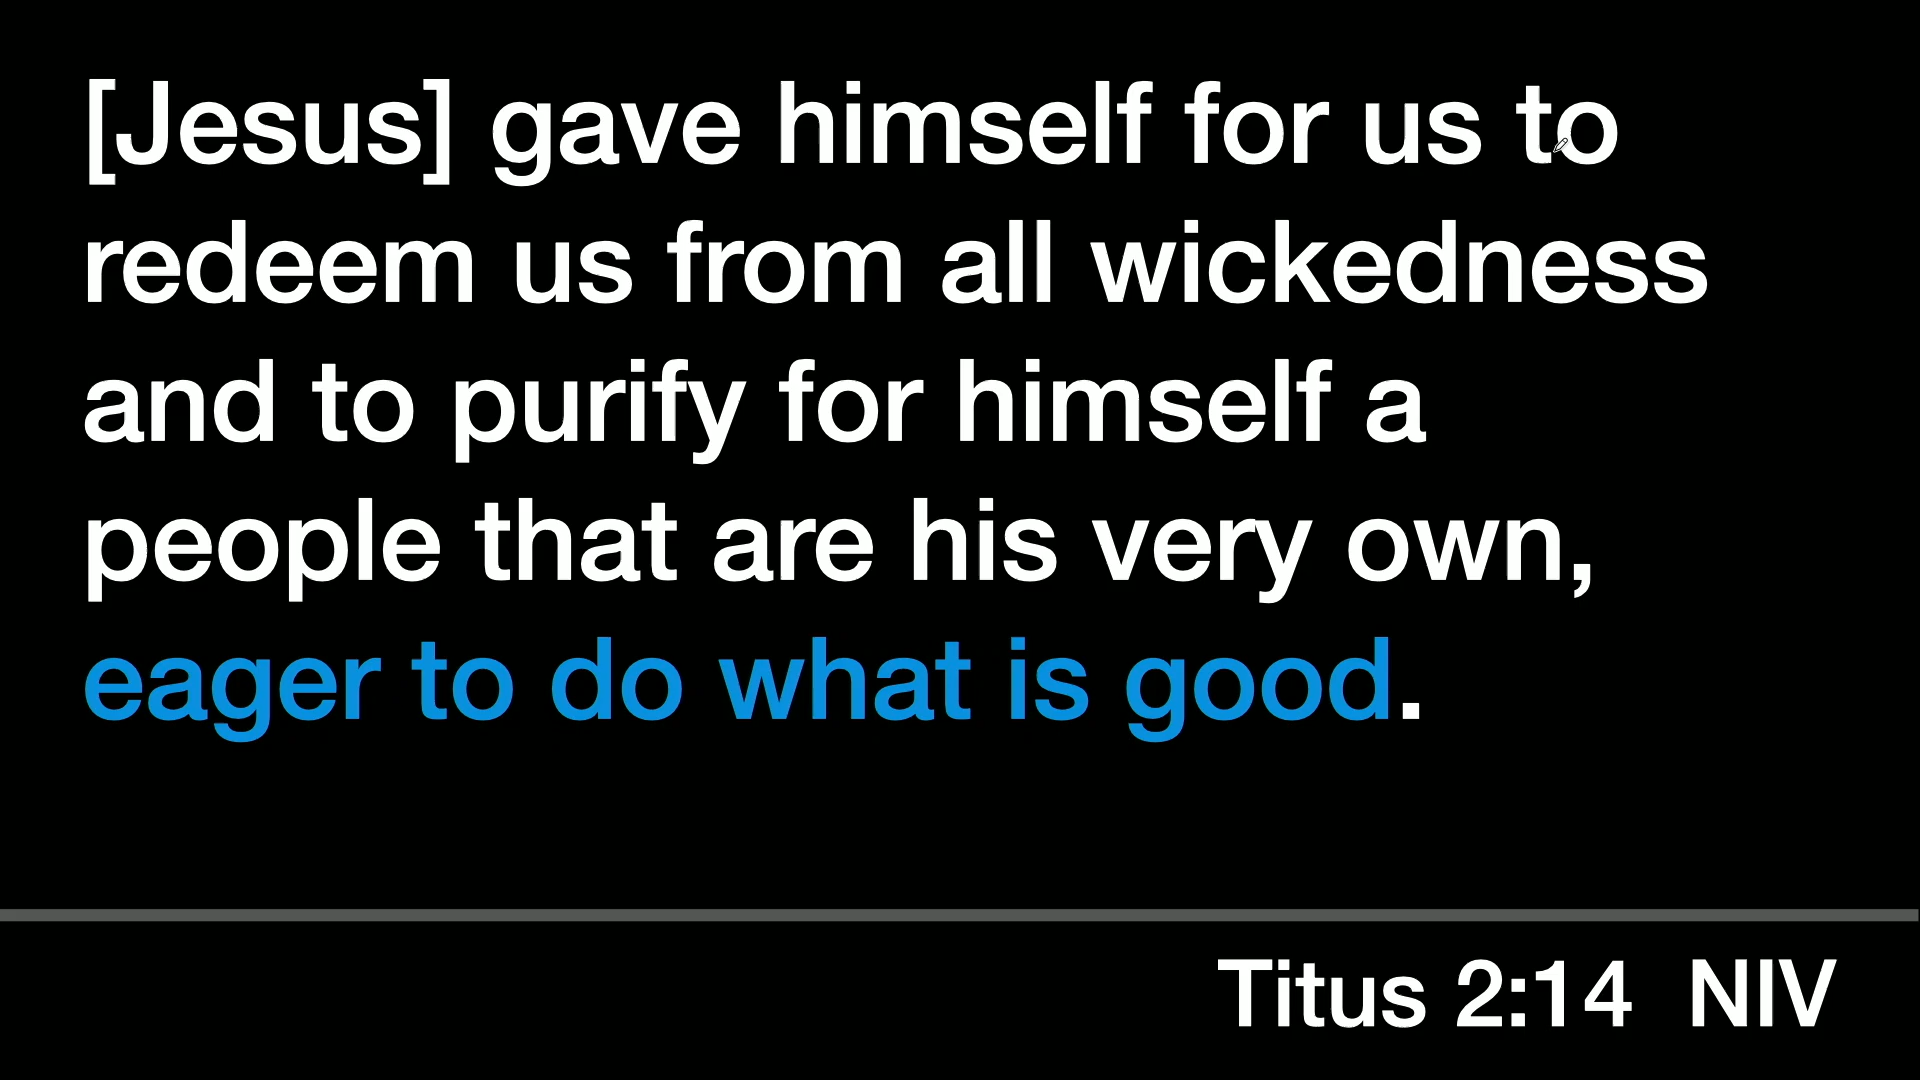 [Jesus] gave himself for us to
redeem us from all wickedness
and to purify for himself a
people that are his very own,
eager to do what is good.
Titus 2:14 NIV